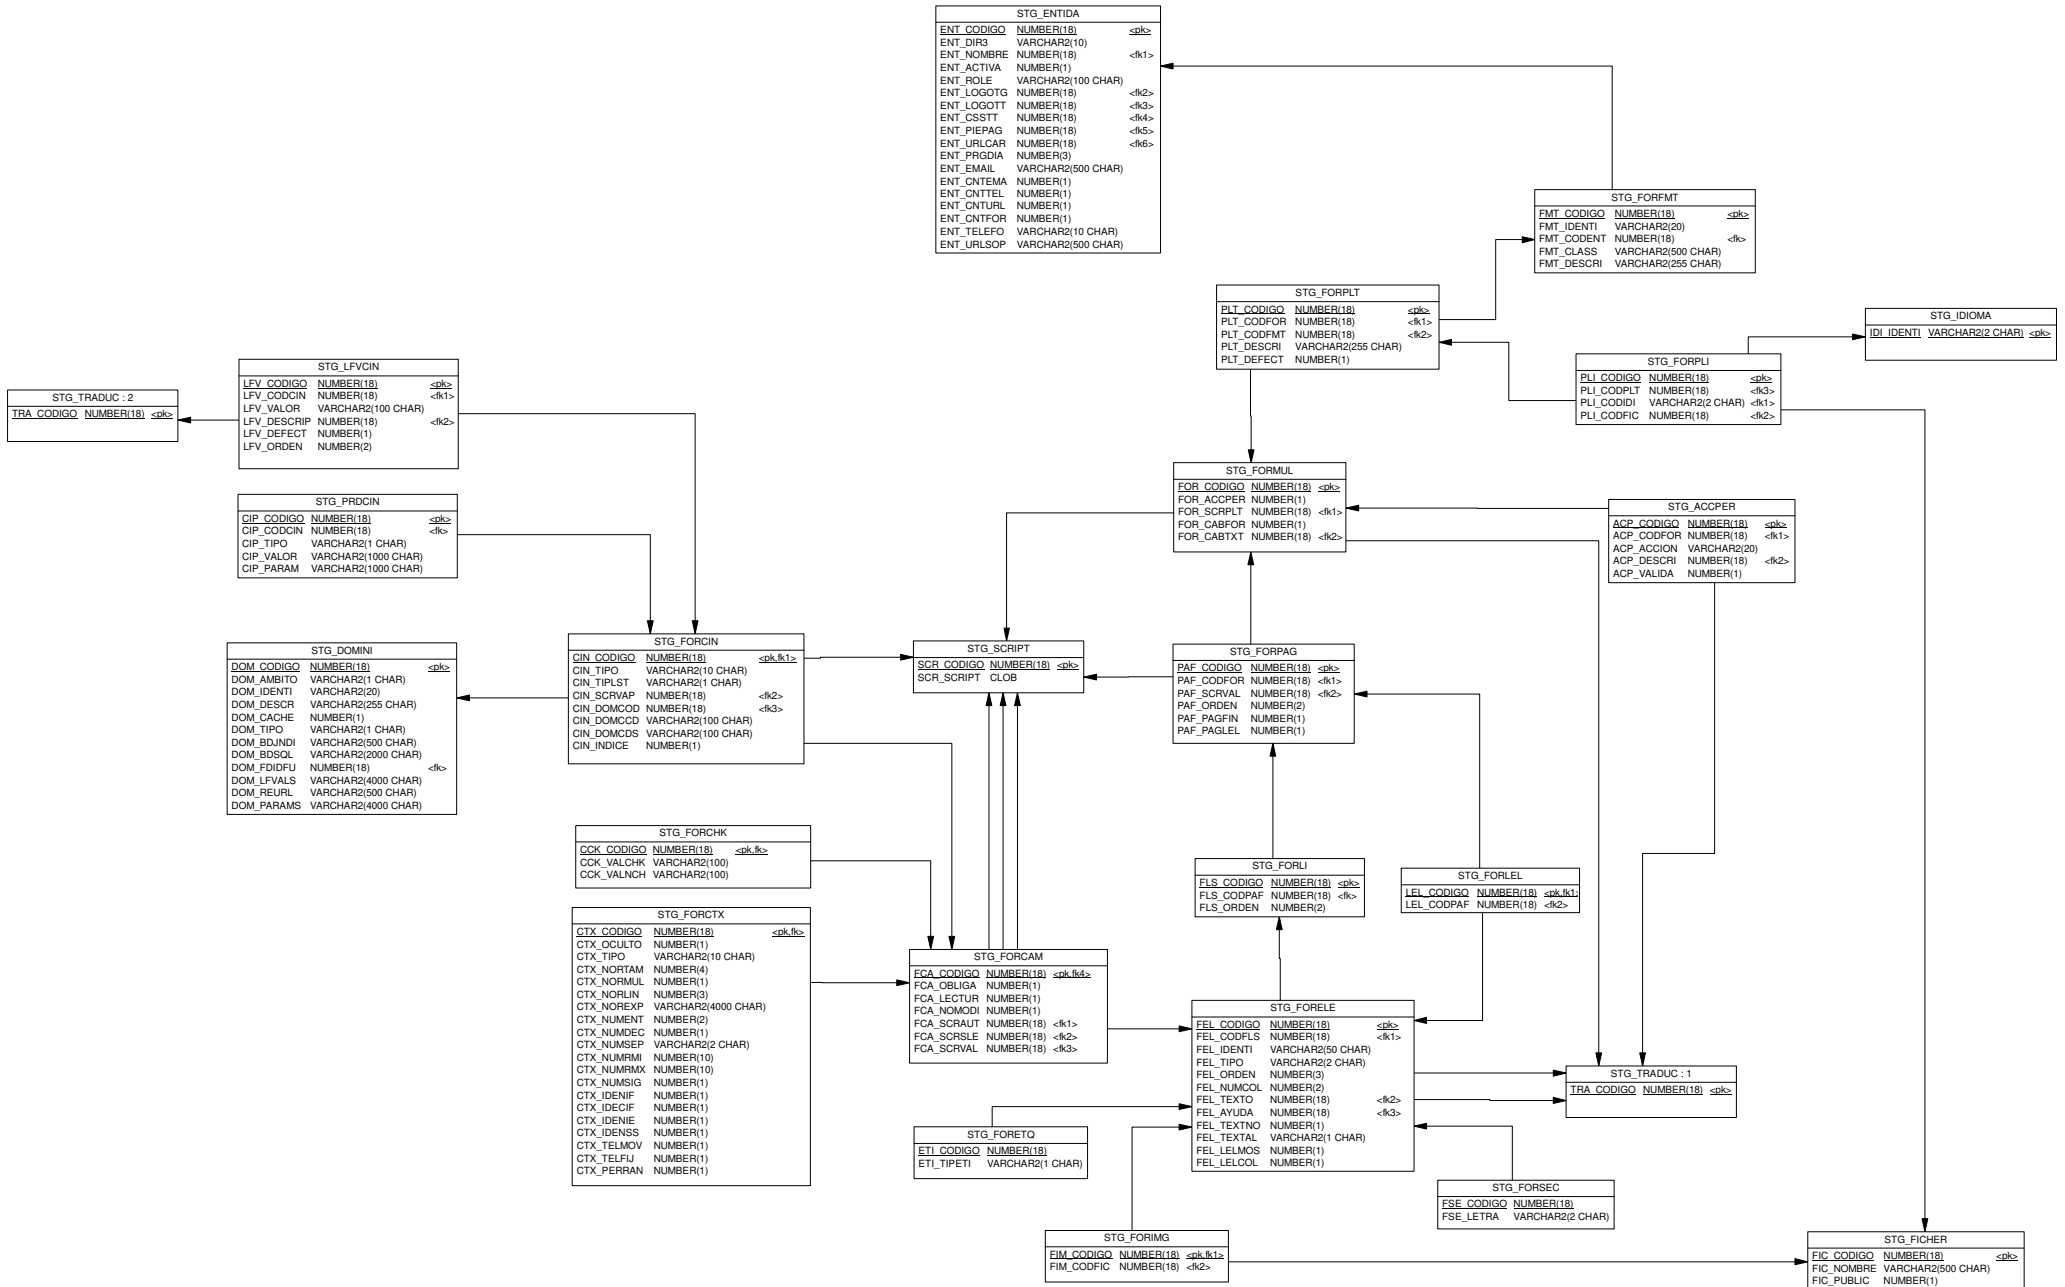 STG_ENTIDA
ENT_CODIGO NUMBER(18) <pk>
ENT_DIR3 VARCHAR2(10)
ENT_NOMBRE NUMBER(18) <fk1>
ENT_ACTIVA NUMBER(1)
ENT_ROLE VARCHAR2(100 CHAR)
ENT_LOGOTG NUMBER(18) <fk2>
ENT_LOGOTT NUMBER(18) <fk3>
ENT_CSSTT NUMBER(18) <fk4>
ENT_PIEPAG NUMBER(18) <fk5>
ENT_URLCAR NUMBER(18) <fk6>
ENT_PRGDIA NUMBER(3)
ENT_EMAIL VARCHAR2(500 CHAR)
ENT_CNTEMA NUMBER(1)
ENT_CNTTEL NUMBER(1)
ENT_CNTURL NUMBER(1)
ENT_CNTFOR NUMBER(1)
ENT_TELEFO VARCHAR2(10 CHAR)
ENT_URLSOP VARCHAR2(500 CHAR)
STG_FORFMT
FMT_CODIGO NUMBER(18) <pk>
FMT_IDENTI VARCHAR2(20)
FMT_CODENT NUMBER(18) <fk>
FMT_CLASS VARCHAR2(500 CHAR)
FMT_DESCRI VARCHAR2(255 CHAR)
STG_FORPLT
PLT_CODIGO NUMBER(18) <pk>
PLT_CODFOR NUMBER(18) <fk1>
PLT_CODFMT NUMBER(18) <fk2>
PLT_DESCRI VARCHAR2(255 CHAR)
PLT_DEFECT NUMBER(1)
STG_IDIOMA
IDI_IDENTI VARCHAR2(2 CHAR) <pk>
STG_FORPLI
PLI_CODIGO NUMBER(18) <pk>
PLI_CODPLT NUMBER(18) <fk3>
PLI_CODIDI VARCHAR2(2 CHAR) <fk1>
PLI_CODFIC NUMBER(18) <fk2>
STG_LFVCIN
LFV_CODIGO NUMBER(18) <pk>
LFV_CODCIN NUMBER(18) <fk1>
LFV_VALOR VARCHAR2(100 CHAR)
LFV_DESCRIP NUMBER(18) <fk2>
LFV_DEFECT NUMBER(1)
LFV_ORDEN NUMBER(2)
STG_TRADUC : 2
TRA_CODIGO NUMBER(18) <pk>
STG_FORMUL
FOR_CODIGO NUMBER(18) <pk>
FOR_ACCPER NUMBER(1)
FOR_SCRPLT NUMBER(18) <fk1>
FOR_CABFOR NUMBER(1)
FOR_CABTXT NUMBER(18) <fk2>
STG_PRDCIN
CIP_CODIGO NUMBER(18) <pk>
CIP_CODCIN NUMBER(18) <fk>
CIP_TIPO VARCHAR2(1 CHAR)
CIP_VALOR VARCHAR2(1000 CHAR)
CIP_PARAM VARCHAR2(1000 CHAR)
STG_ACCPER
ACP_CODIGO NUMBER(18) <pk>
ACP_CODFOR NUMBER(18) <fk1>
ACP_ACCION VARCHAR2(20)
ACP_DESCRI NUMBER(18) <fk2>
ACP_VALIDA NUMBER(1)
STG_DOMINI
DOM_CODIGO NUMBER(18) <pk>
DOM_AMBITO VARCHAR2(1 CHAR)
DOM_IDENTI VARCHAR2(20)
DOM_DESCR VARCHAR2(255 CHAR)
DOM_CACHE NUMBER(1)
DOM_TIPO VARCHAR2(1 CHAR)
DOM_BDJNDI VARCHAR2(500 CHAR)
DOM_BDSQL VARCHAR2(2000 CHAR)
DOM_FDIDFU NUMBER(18) <fk>
DOM_LFVALS VARCHAR2(4000 CHAR)
DOM_REURL VARCHAR2(500 CHAR)
DOM_PARAMS VARCHAR2(4000 CHAR)
STG_FORCIN
CIN_CODIGO NUMBER(18) <pk,fk1>
CIN_TIPO VARCHAR2(10 CHAR)
CIN_TIPLST VARCHAR2(1 CHAR)
CIN_SCRVAP NUMBER(18) <fk2>
CIN_DOMCOD NUMBER(18) <fk3>
CIN_DOMCCD VARCHAR2(100 CHAR)
CIN_DOMCDS VARCHAR2(100 CHAR)
CIN_INDICE NUMBER(1)
STG_SCRIPT
SCR_CODIGO NUMBER(18) <pk>
SCR_SCRIPT CLOB
STG_FORPAG
PAF_CODIGO NUMBER(18) <pk>
PAF_CODFOR NUMBER(18) <fk1>
PAF_SCRVAL NUMBER(18) <fk2>
PAF_ORDEN NUMBER(2)
PAF_PAGFIN NUMBER(1)
PAF_PAGLEL NUMBER(1)
STG_FORCHK
CCK_CODIGO NUMBER(18) <pk,fk>
CCK_VALCHK VARCHAR2(100)
CCK_VALNCH VARCHAR2(100)
STG_FORLI
FLS_CODIGO NUMBER(18) <pk>
FLS_CODPAF NUMBER(18) <fk>
FLS_ORDEN NUMBER(2)
STG_FORLEL
LEL_CODIGO NUMBER(18) <pk,fk1>
LEL_CODPAF NUMBER(18) <fk2>
STG_FORCTX
CTX_CODIGO NUMBER(18) <pk,fk>
CTX_OCULTO NUMBER(1)
CTX_TIPO VARCHAR2(10 CHAR)
CTX_NORTAM NUMBER(4)
CTX_NORMUL NUMBER(1)
CTX_NORLIN NUMBER(3)
CTX_NOREXP VARCHAR2(4000 CHAR)
CTX_NUMENT NUMBER(2)
CTX_NUMDEC NUMBER(1)
CTX_NUMSEP VARCHAR2(2 CHAR)
CTX_NUMRMI NUMBER(10)
CTX_NUMRMX NUMBER(10)
CTX_NUMSIG NUMBER(1)
CTX_IDENIF NUMBER(1)
CTX_IDECIF NUMBER(1)
CTX_IDENIE NUMBER(1)
CTX_IDENSS NUMBER(1)
CTX_TELMOV NUMBER(1)
CTX_TELFIJ NUMBER(1)
CTX_PERRAN NUMBER(1)
STG_FORCAM
FCA_CODIGO NUMBER(18) <pk,fk4>
FCA_OBLIGA NUMBER(1)
FCA_LECTUR NUMBER(1)
FCA_NOMODI NUMBER(1)
FCA_SCRAUT NUMBER(18) <fk1>
FCA_SCRSLE NUMBER(18) <fk2>
FCA_SCRVAL NUMBER(18) <fk3>
STG_FORELE
FEL_CODIGO NUMBER(18) <pk>
FEL_CODFLS NUMBER(18) <fk1>
FEL_IDENTI VARCHAR2(50 CHAR)
FEL_TIPO VARCHAR2(2 CHAR)
FEL_ORDEN NUMBER(3)
FEL_NUMCOL NUMBER(2)
FEL_TEXTO NUMBER(18) <fk2>
FEL_AYUDA NUMBER(18) <fk3>
FEL_TEXTNO NUMBER(1)
FEL_TEXTAL VARCHAR2(1 CHAR)
FEL_LELMOS NUMBER(1)
FEL_LELCOL NUMBER(1)
STG_TRADUC : 1
TRA_CODIGO NUMBER(18) <pk>
STG_FORETQ
ETI_CODIGO NUMBER(18)
ETI_TIPETI VARCHAR2(1 CHAR)
STG_FORSEC
FSE_CODIGO NUMBER(18)
FSE_LETRA VARCHAR2(2 CHAR)
STG_FORIMG
FIM_CODIGO NUMBER(18) <pk,fk1>
FIM_CODFIC NUMBER(18) <fk2>
STG_FICHER
FIC_CODIGO NUMBER(18) <pk>
FIC_NOMBRE VARCHAR2(500 CHAR)
FIC_PUBLIC NUMBER(1)